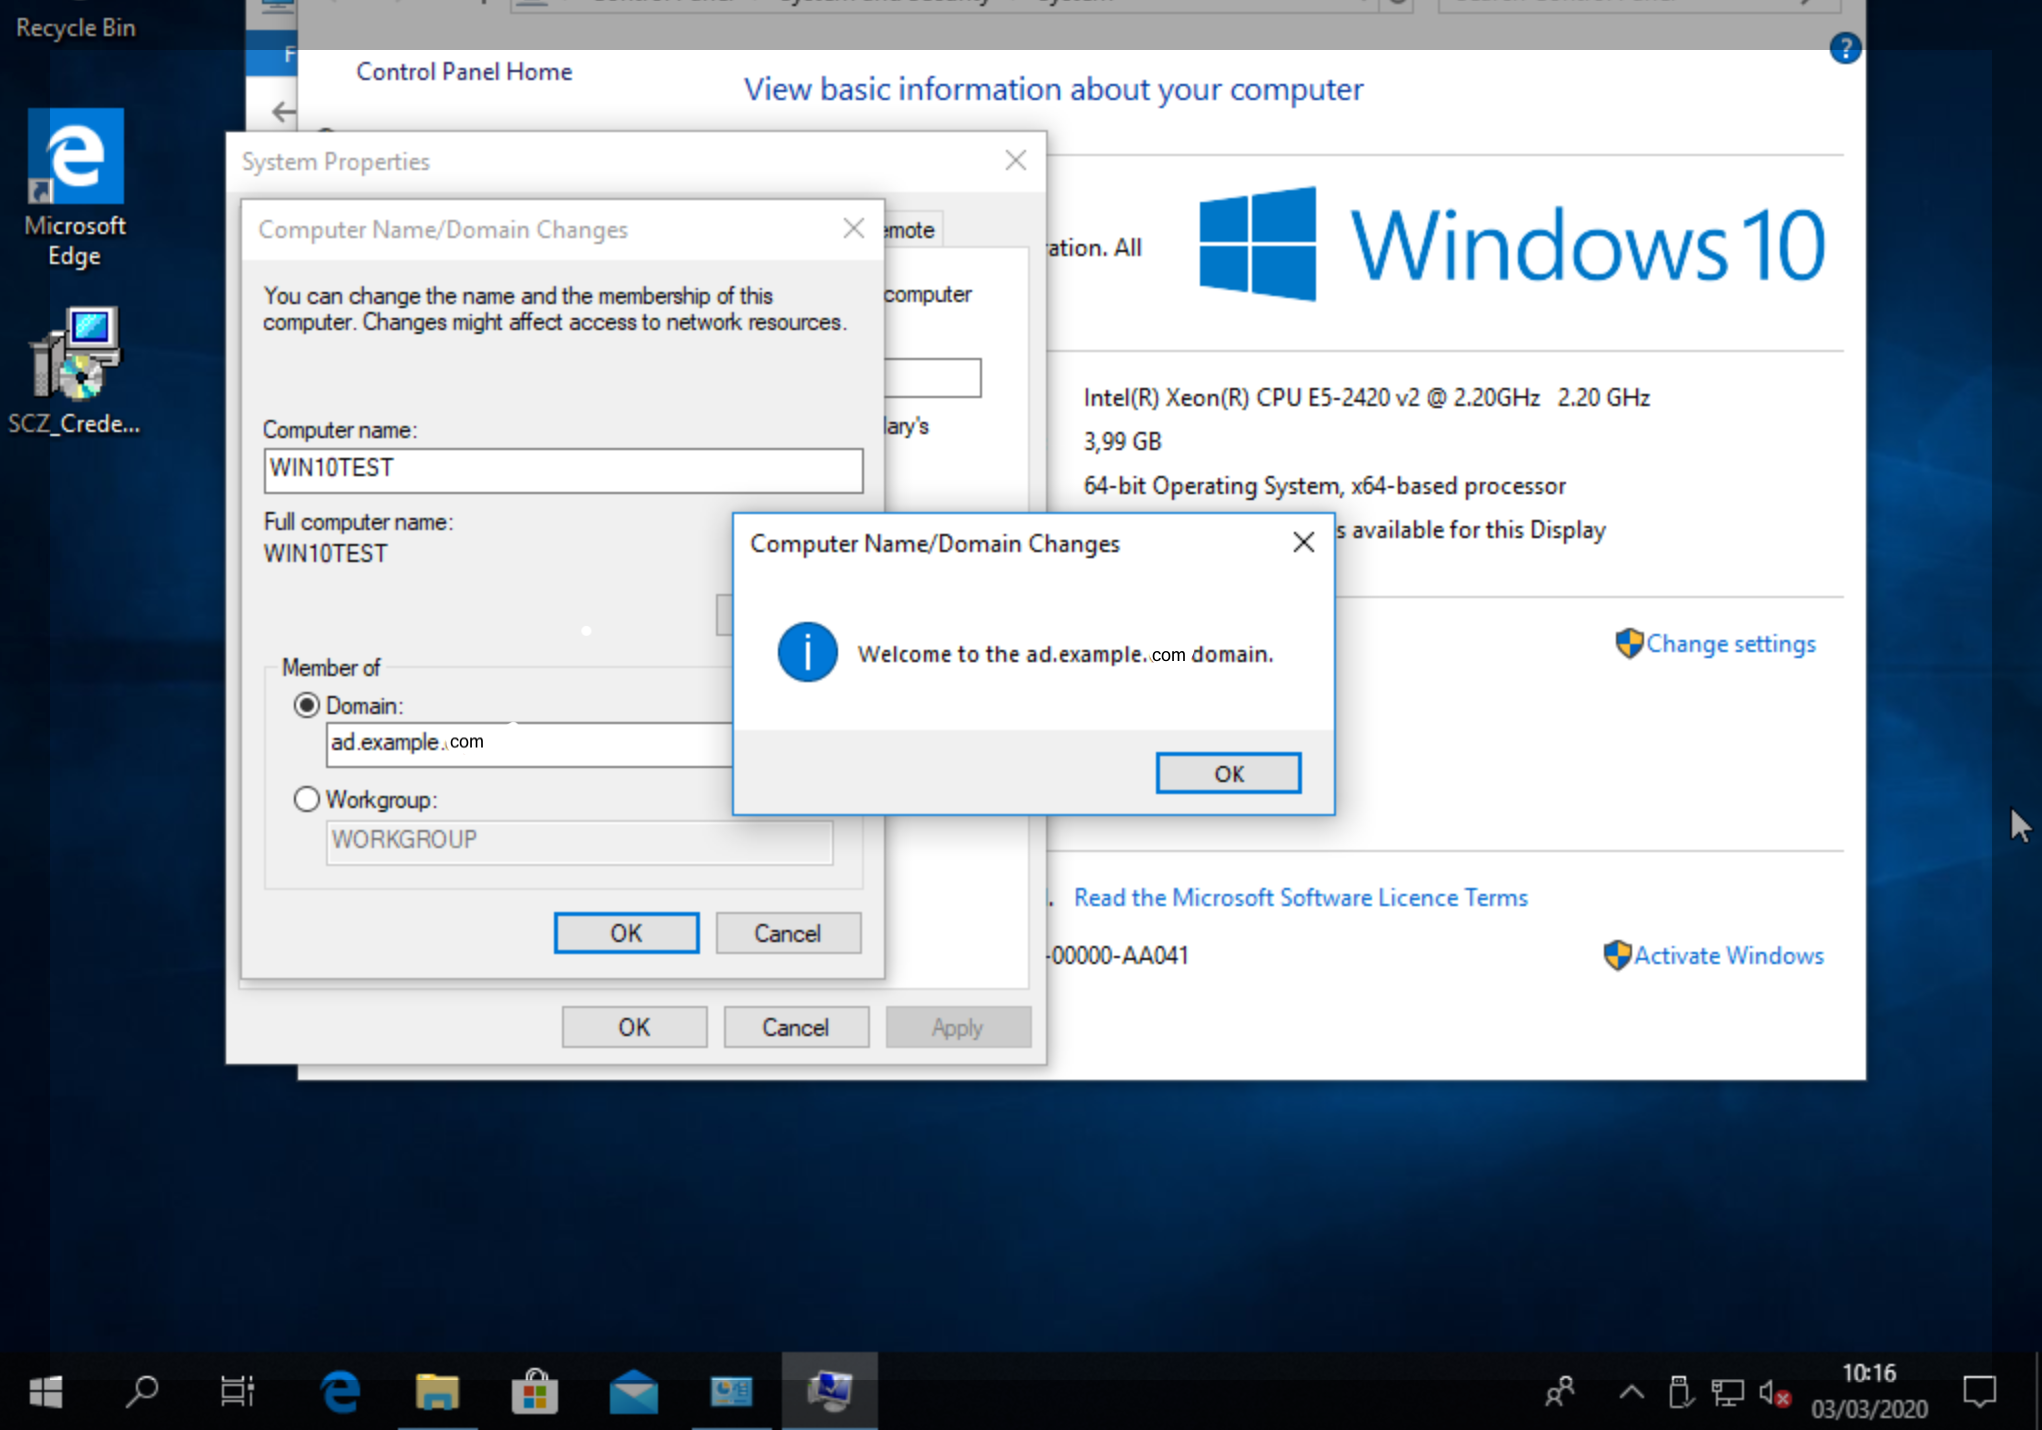 Recycle Bin
Microsoft
Edge
SCZ_Crede...
F
Control Panel Home
View basic information about your computer
System Properties
emote
computer
lary's
Computer Name/Domain Changes
You can change the name and the membership of this
computer. Changes might affect access to network resources.
Computer name:
WIN10TEST
Full computer name:
WIN10TEST
Member of
Domain:
ad.example.com
Workgroup:
WORKGROUP
OK Cancel
OK Cancel Apply
Computer Name/Domain Changes
Welcome to the ad.example.com domain.
OK
ation. All
Windows 10
Intel(R) Xeon(R) CPU E5-2420 v2 @ 2.20GHz 2.20 GHz
3,99 GB
64-bit Operating System, x64-based processor
s available for this Display
Change settings
. Read the Microsoft Software Licence Terms
-00000-AA041
Activate Windows
10:16
03/03/2020